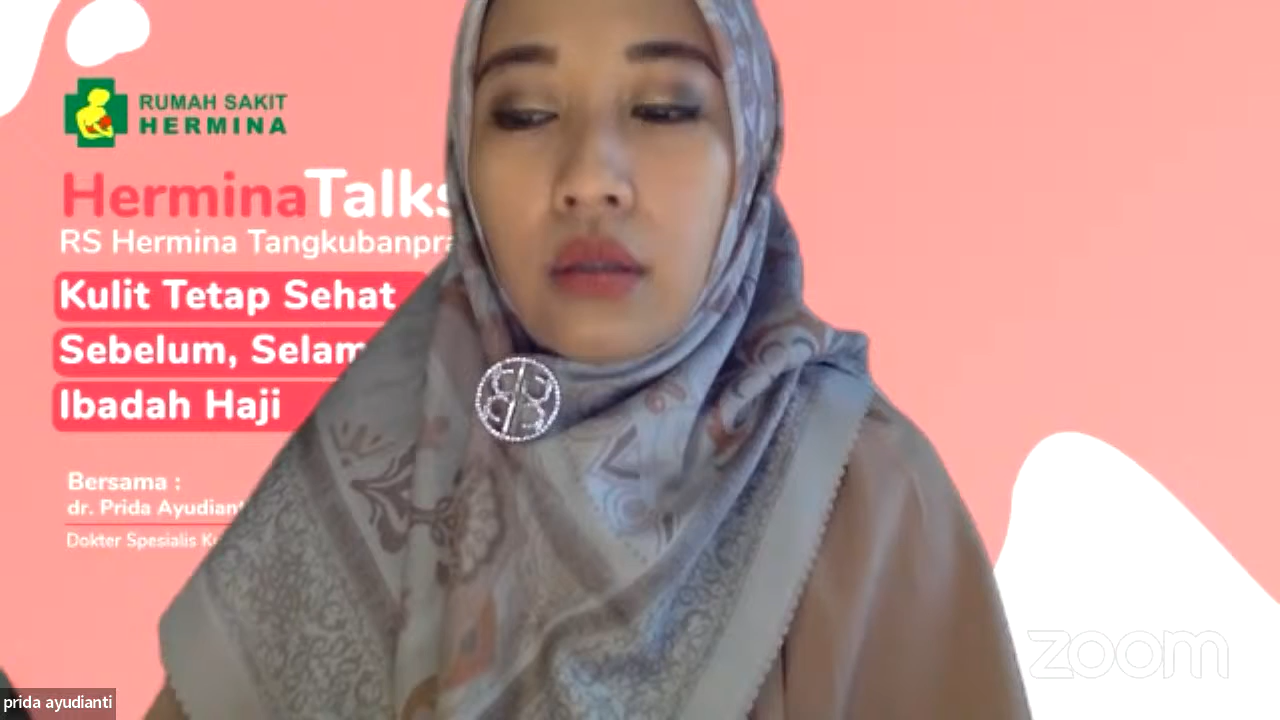 RUMAH SAKIT
HERMINA
HerminaTalks
RS Hermina Tangkubanpra
Kulit Tetap Sehat
Sebelum, Selam
Ibadah Haji
Bersama :
dr. Prida Ayudiant
Dokter Spesialis Ku
zoom
prida ayudianti